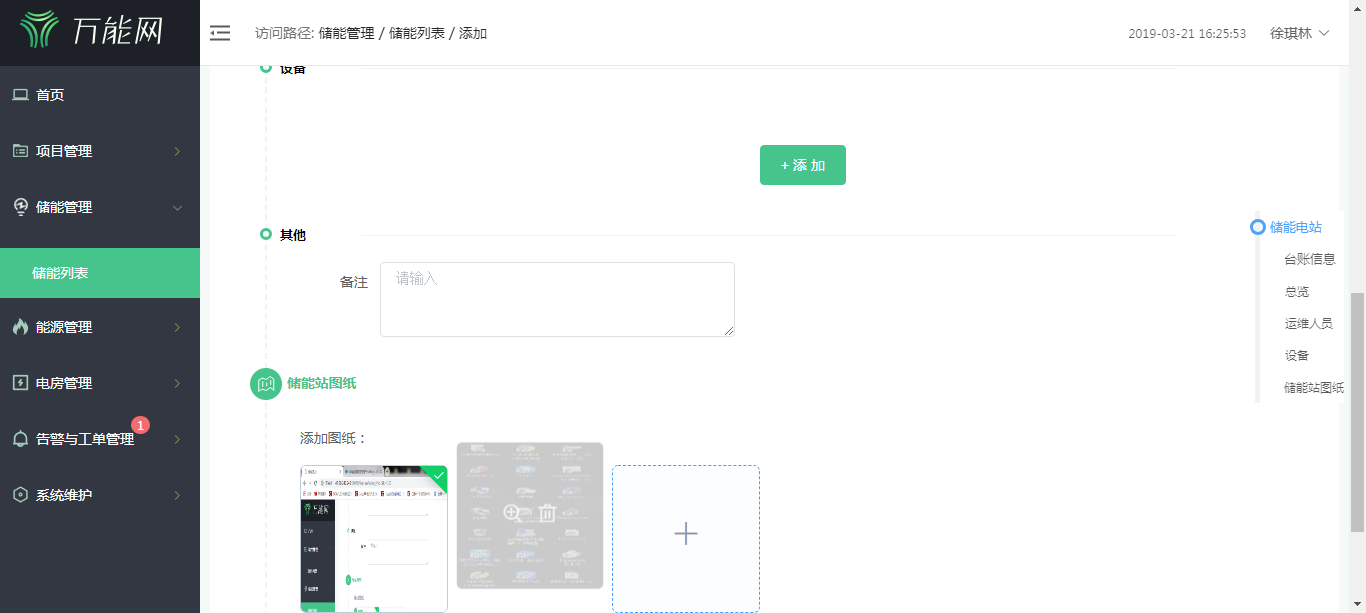 万能网
访问路径: 储能管理 / 储能列表 / 添加
2019-03-21 16:25:53
徐琪林
首页
项目管理
储能管理
储能列表
能源管理
电房管理
告警与工单管理
1
系统维护
设备
+ 添 加
其他
备注
请输入
储能站图纸
添加图纸：
储能电站
台账信息
总览
运维人员
设备
储能站图纸